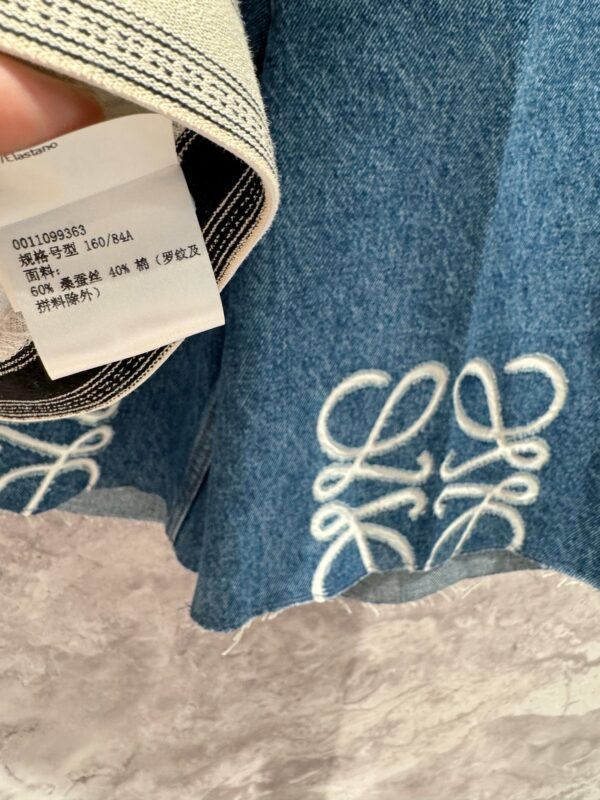 /Elastano
0011099363
规格号型 160/84A
面料:
60% 桑蚕丝 40% 棉 (罗纹及
拼料除外)